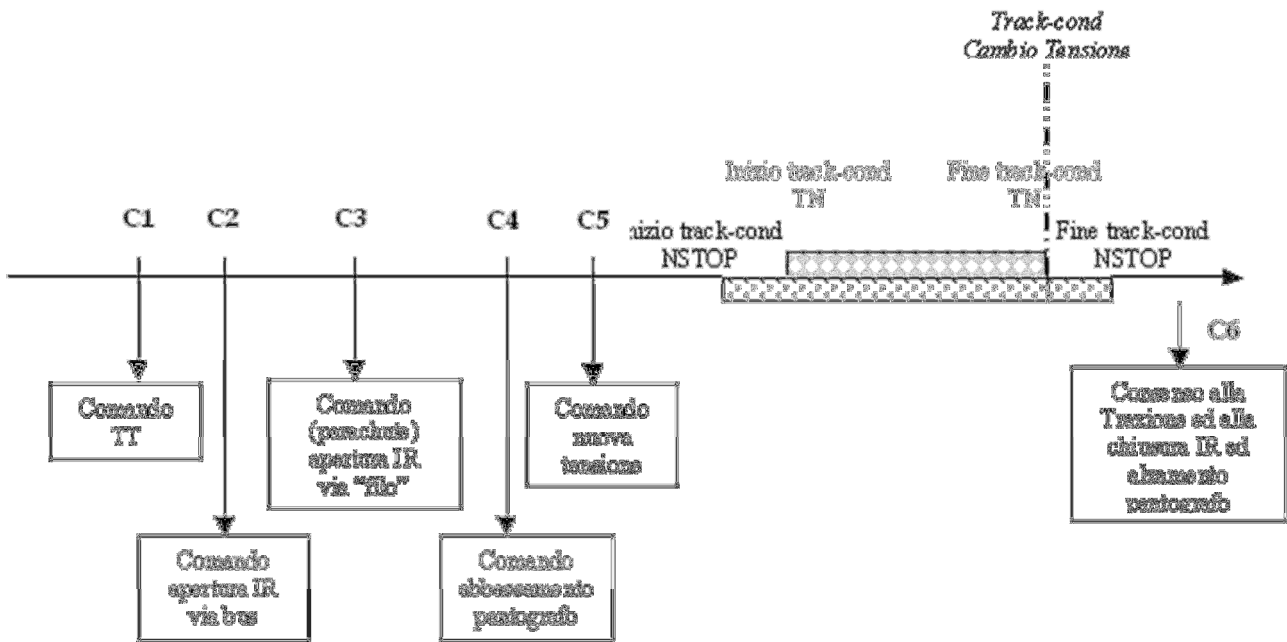 Track-cond
Cambio Tensione
Inizio track-cond
TN
Fine track-cond
TN
C1
C2
C3
C4
C5
nizio track-cond
NSTOP
Fine track-cond
NSTOP
C6
Comando
TT
Comando
(parachute)
apertura IR
via "filo"
Comando
nuova
tensione
Consenso alla
Trazione ed alla
chiusura IR ed
alzamento
pantografo
Comando
apertura IR
via bus
Comando
abbassamento
pantografo